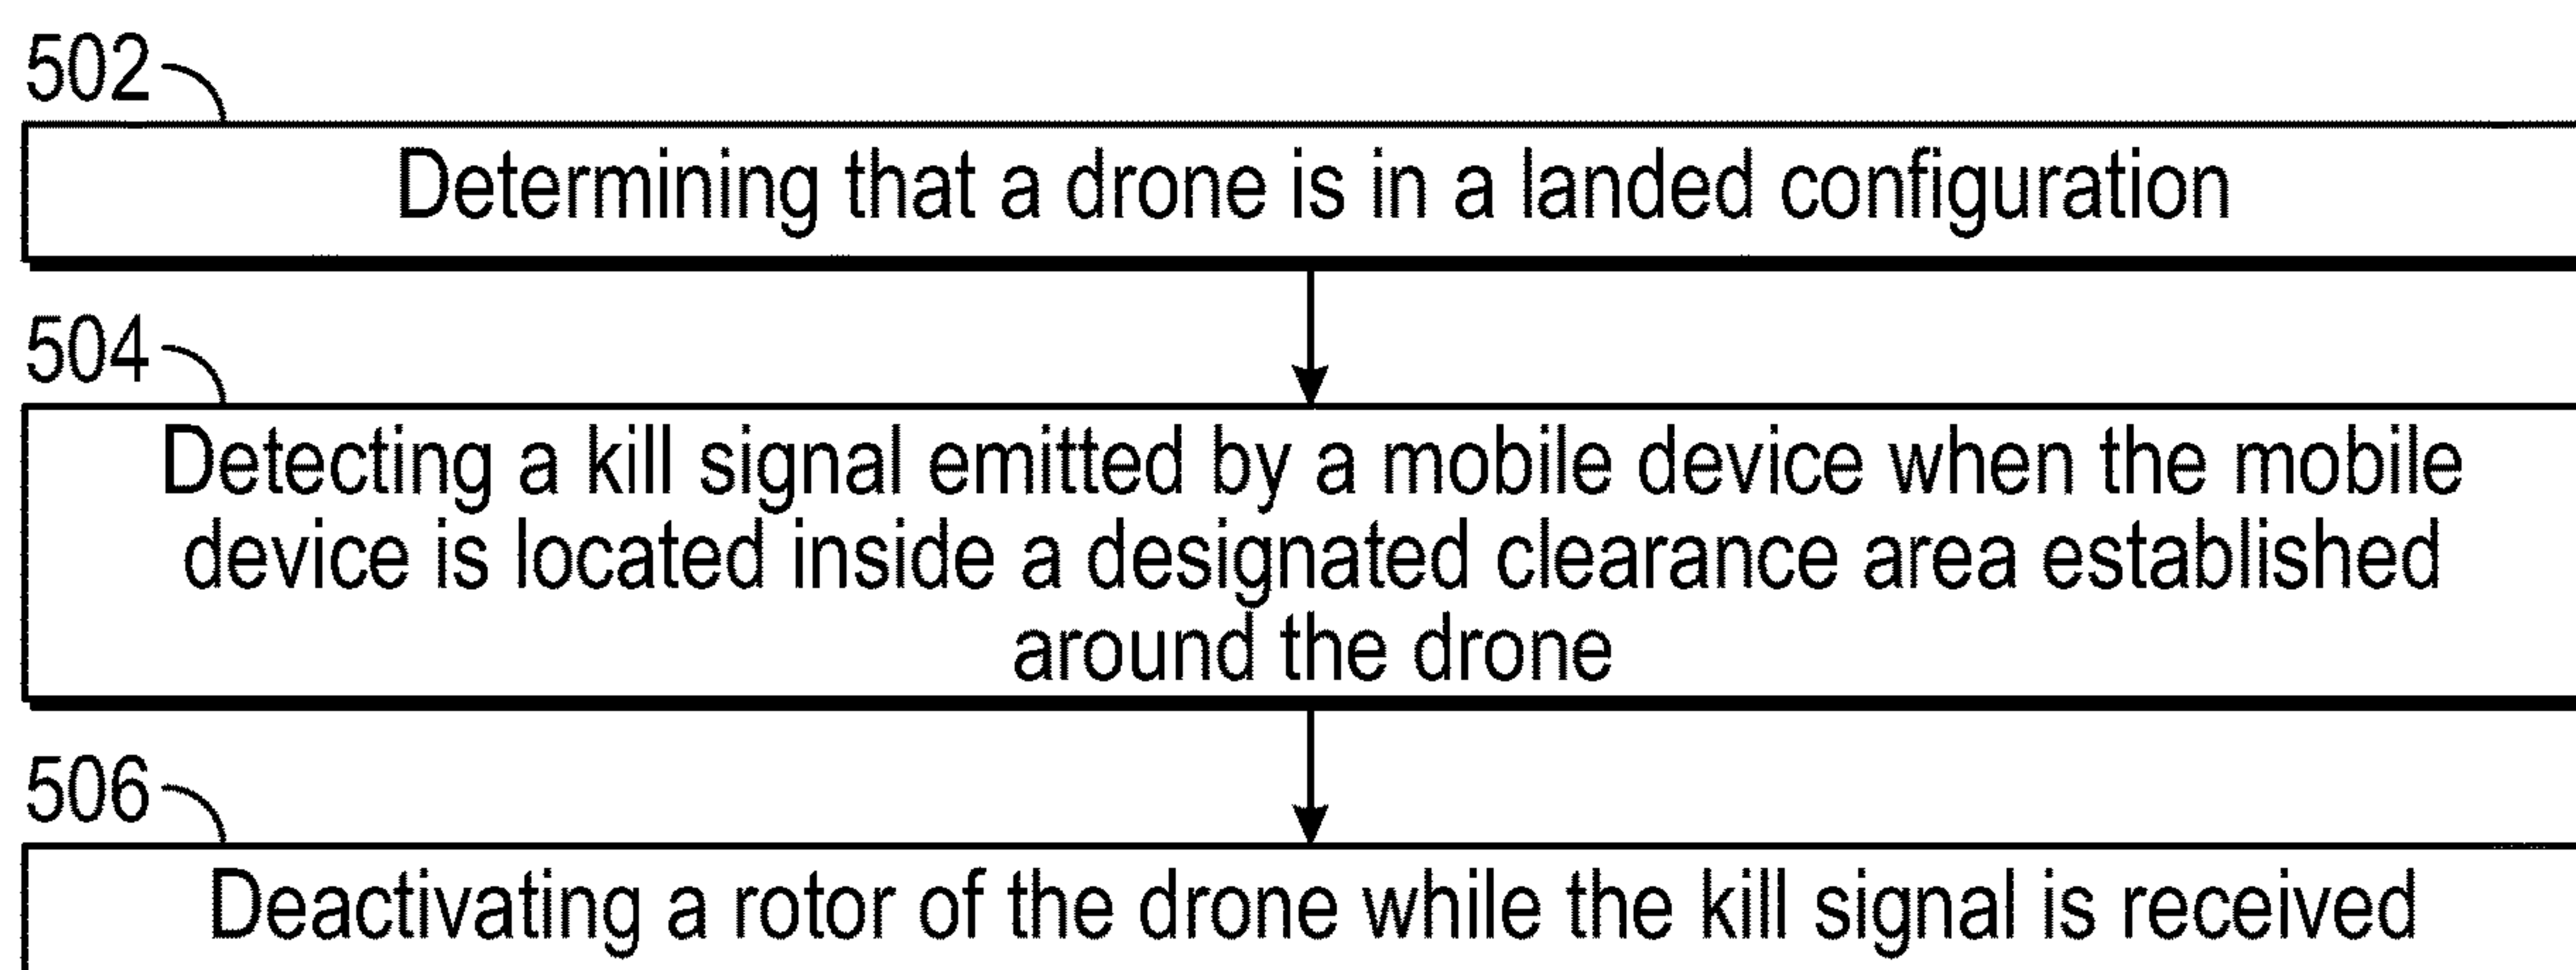 502
Determining that a drone is in a landed configuration
504
Detecting a kill signal emitted by a mobile device when the mobile
device is located inside a designated clearance area established
around the drone
506
Deactivating a rotor of the drone while the kill signal is received